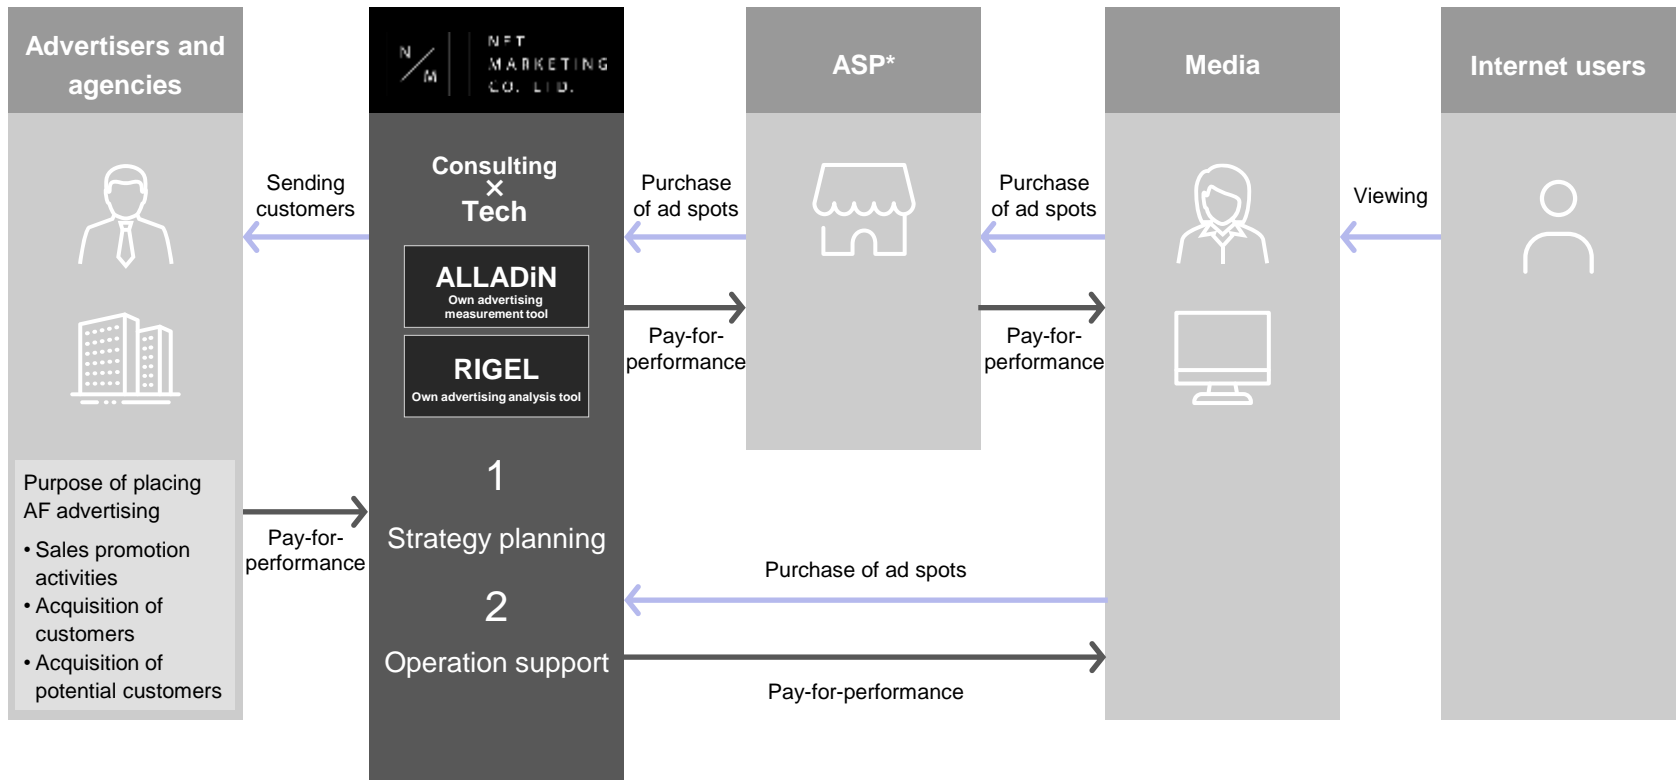 Advertisers and
agencies
N
M
NET
MARKETING
CO. LTD.
ASP*
Media
Internet users
Sending
customers
Consulting
×
Tech
Purchase
of ad spots
Purchase
of ad spots
Viewing
ALLADiN
Own advertising
measurement tool
Pay-for-
performance
Pay-for-
performance
RIGEL
Own advertising analysis tool
Purpose of placing
AF advertising
• Sales promotion
activities
• Acquisition of
customers
• Acquisition of
potential customers
Pay-for-
performance
1
Strategy planning
2
Operation support
Purchase of ad spots
Pay-for-performance